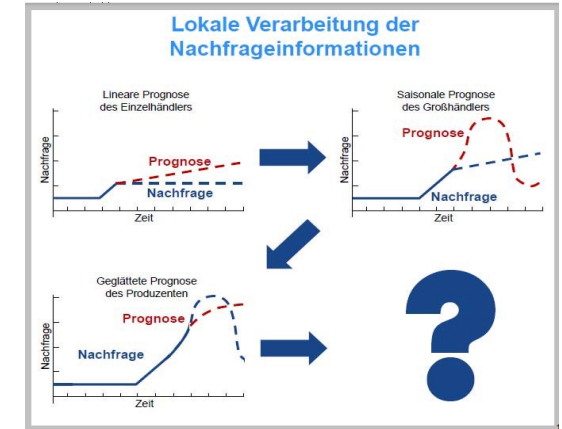 Lokale Verarbeitung der
Nachfrageinformationen
Lineare Prognose
des Einzelhändlers
Nachfrage
Prognose
Nachfrage
Zeit
Saisonale Prognose
des Großhändlers
Nachfrage
Prognose
Nachfrage
Zeit
Geglättete Prognose
des Produzenten
Nachfrage
Prognose
Nachfrage
Zeit
?